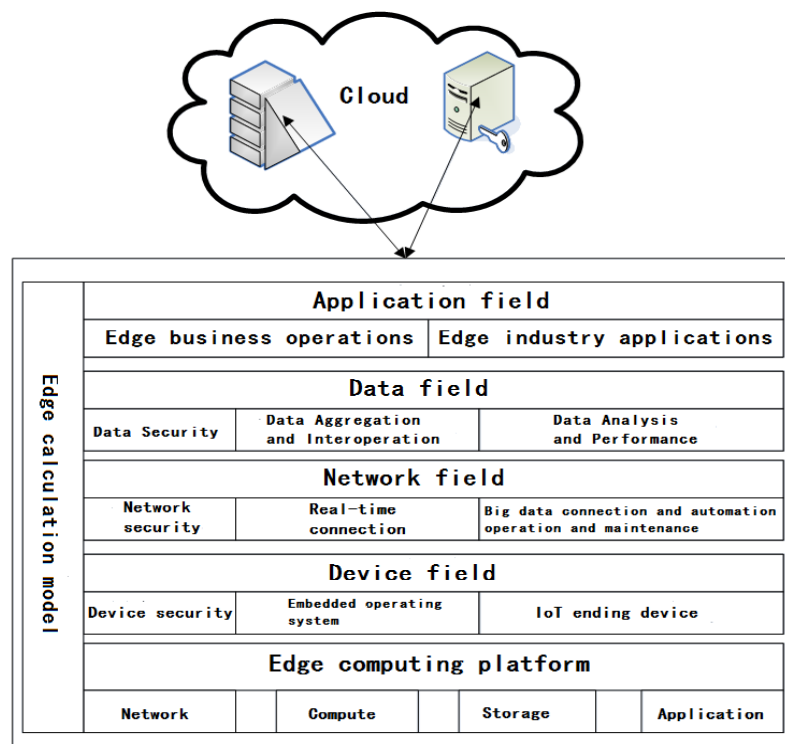 Cloud
Edge calculation model
Application field
Edge business operations
Edge industry applications
Data field
Data Security
Data Aggregation
and Interoperation
Data Analysis
and Performance
Network field
Network
security
Real-time
connection
Big data connection and automation
operation and maintenance
Device field
Device security
Embedded operating
system
IoT ending device
Edge computing platform
Network
Compute
Storage
Application